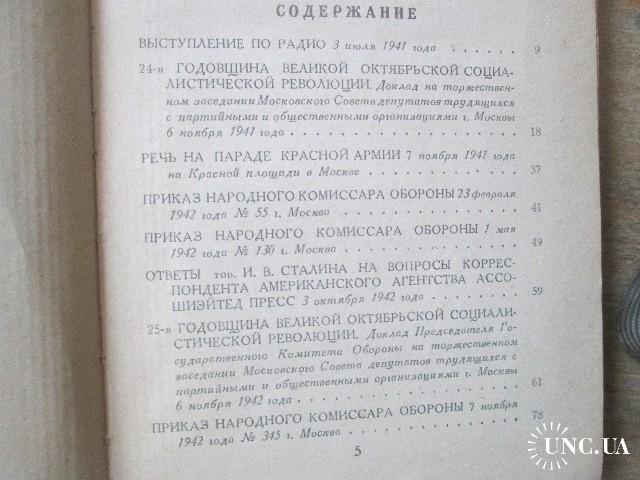 СОДЕРЖАНИЕ
ВЫСТУПЛЕНИЕ ПО РАДИО 3 июля 1941 года . . . . . . 9
24-я ГОДОВЩИНА ВЕЛИКОЙ ОКТЯБРЬСКОЙ СОЦИА-
ЛИСТИЧЕСКОЙ РЕВОЛЮЦИИ. Доклад на торжествен-
ном заседании Московского Совета депутатов трудящихся
с партийными и общественными организациями г. Москвы
6 ноября 1941 года . . . . . . . . . . . . . . 18
РЕЧЬ НА ПАРАДЕ КРАСНОЙ АРМИИ 7 ноября 1941 года
на Красной площади в Москве . . . . . . . . . . 37
ПРИКАЗ НАРОДНОГО КОМИССАРА ОБОРОНЫ 23 февраля
1942 года № 55 г. Москва . . . . . . . . . . . 41
ПРИКАЗ НАРОДНОГО КОМИССАРА ОБОРОНЫ 1 мая
1942 года № 130 г. Москва . . . . . . . . . . . 49
ОТВЕТЫ тов. И. В. СТАЛИНА НА ВОПРОСЫ КОРРЕС-
ПОНДЕНТА АМЕРИКАНСКОГО АГЕНТСТВА АССО-
ШИЭЙТЕД ПРЕСС 3 октября 1942 года . . . . . . . 59
25-я ГОДОВЩИНА ВЕЛИКОЙ ОКТЯБРЬСКОЙ СОЦИАЛИ-
СТИЧЕСКОЙ РЕВОЛЮЦИИ. Доклад Председателя Го-
сударственного Комитета Обороны на торжественном
заседании Московского Совета депутатов трудящихся с
партийными и общественными организациями г. Москвы
6 ноября 1942 года . . . . . . . . . . . . . . 61
ПРИКАЗ НАРОДНОГО КОМИССАРА ОБОРОНЫ 7 ноября
1942 года № 345 г. Москва . . . . . . . . . . . 78
5
UNC.UA